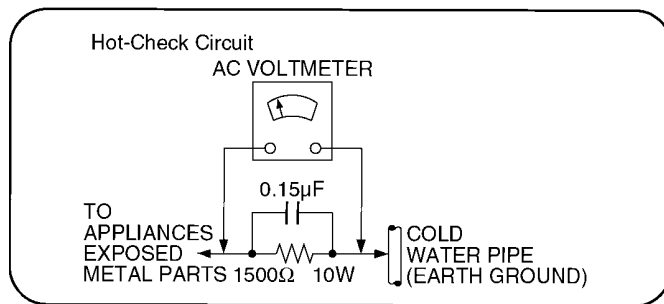 Hot-Check Circuit
AC VOLTMETER
0.15µF
TO
APPLIANCES
EXPOSED
METAL PARTS
1500Ω
10W
COLD
WATER PIPE
(EARTH GROUND)